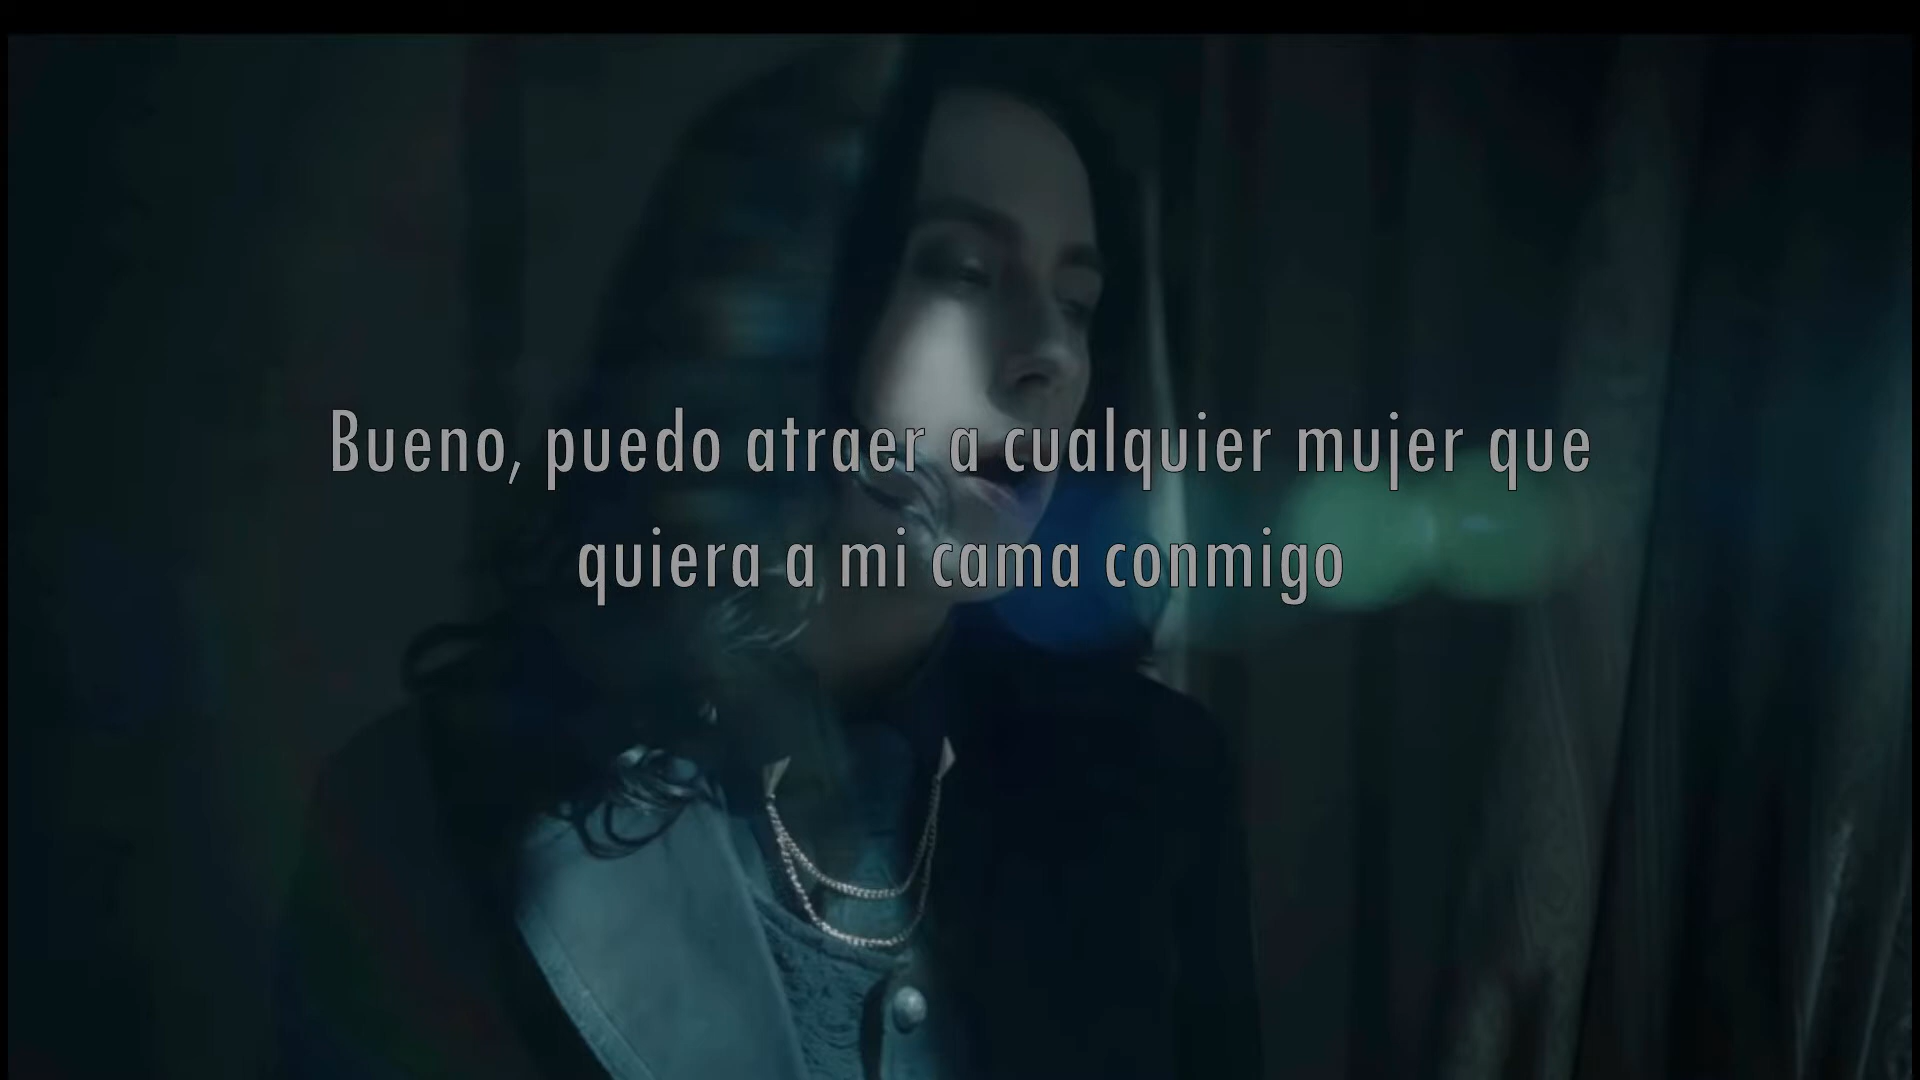 Bueno, puedo atraer a cualquier mujer que
quiera a mi cama conmigo